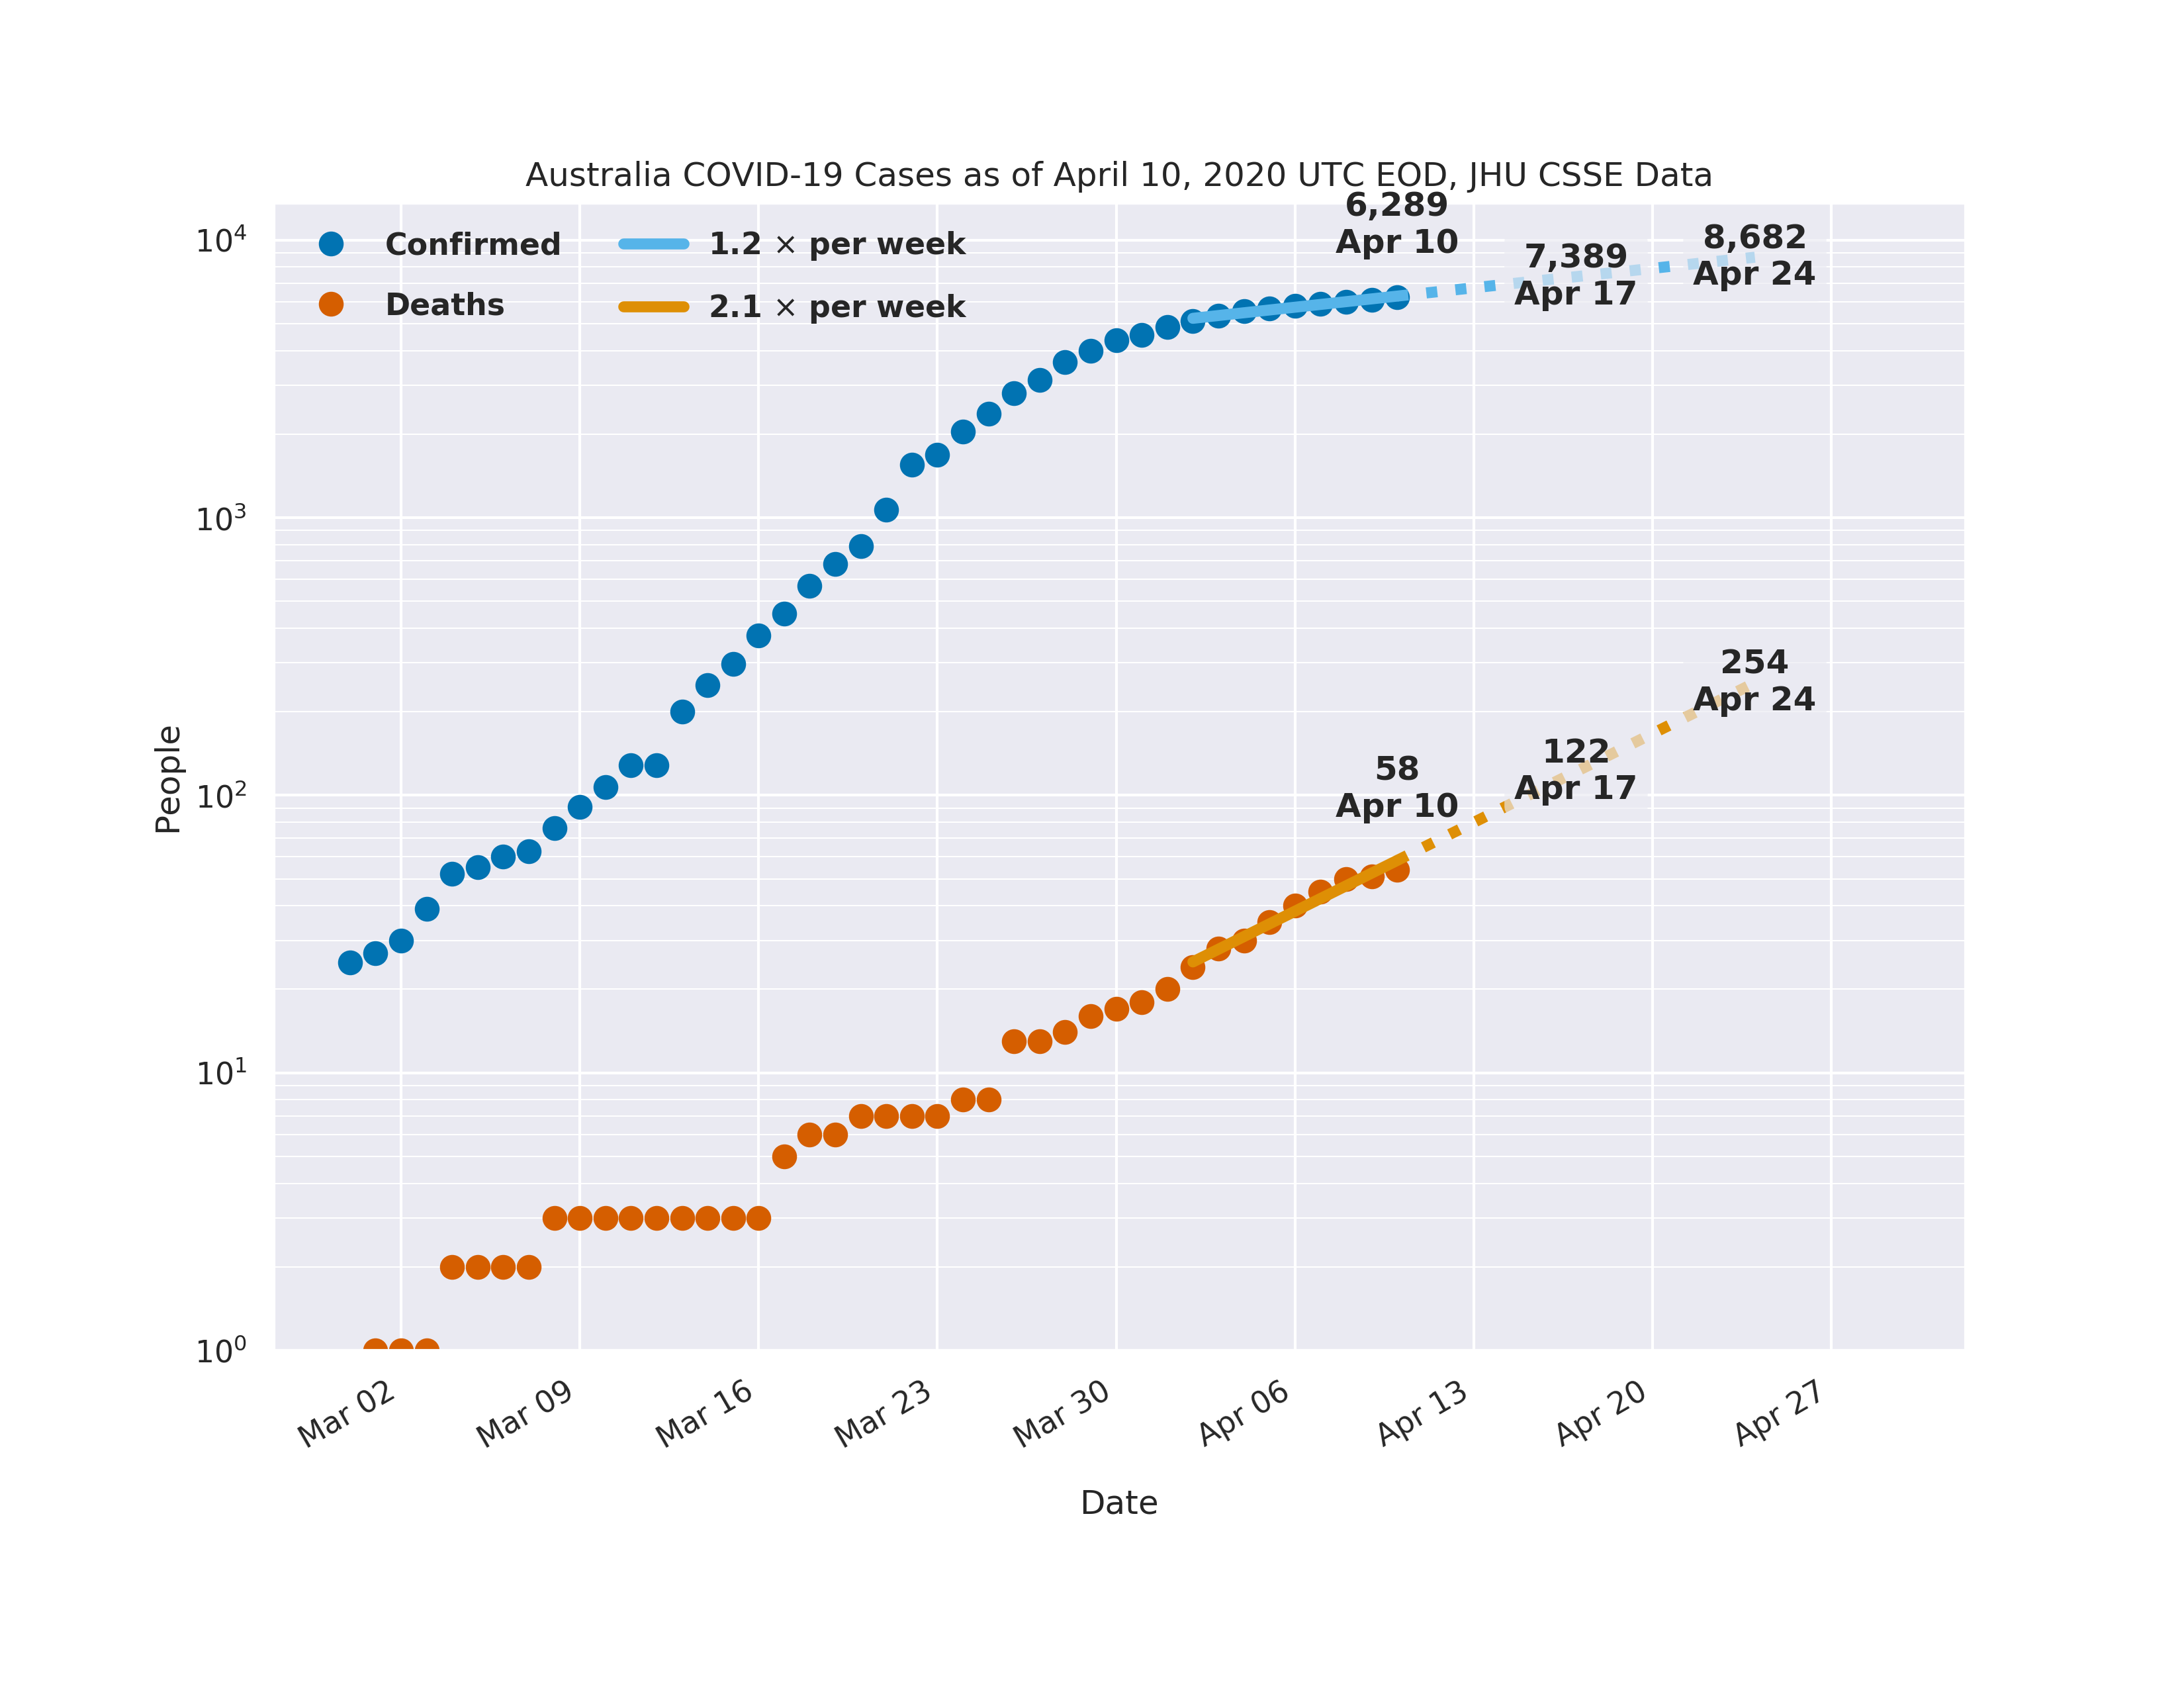 Australia COVID-19 Cases as of April 10, 2020 UTC EOD, JHU CSSE Data
Confirmed
Deaths
1.2 × per week
2.1 × per week
6,289
Apr 10
7,389
Apr 17
8,682
Apr 24
58
Apr 10
122
Apr 17
254
Apr 24
People
10⁴
10³
10²
10¹
10⁰
Mar 02
Mar 09
Mar 16
Mar 23
Mar 30
Apr 06
Apr 13
Apr 20
Apr 27
Date